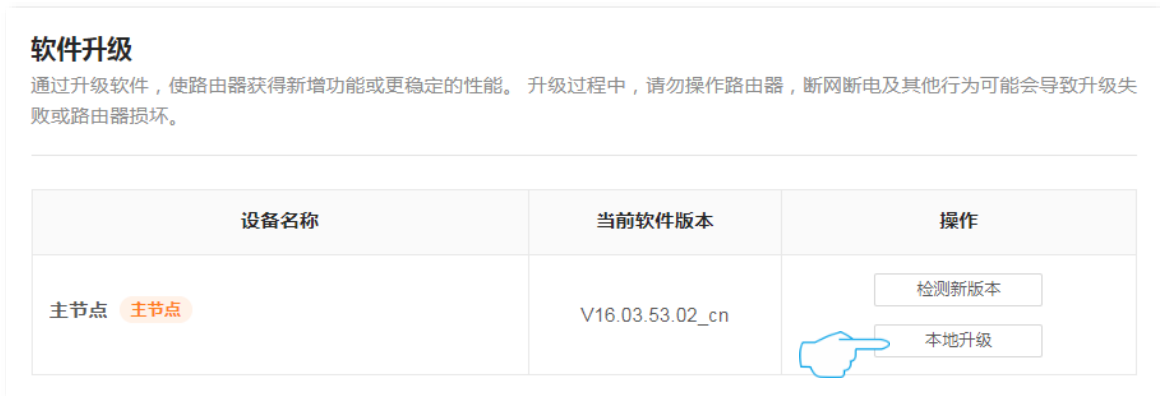 软件升级
通过升级软件，使路由器获得新增功能或更稳定的性能。 升级过程中，请勿操作路由器，断网断电及其他行为可能会导致升级失
败或路由器损坏。
设备名称 当前软件版本 操作
主节点 主节点 V16.03.53.02_cn 检测新版本
本地升级